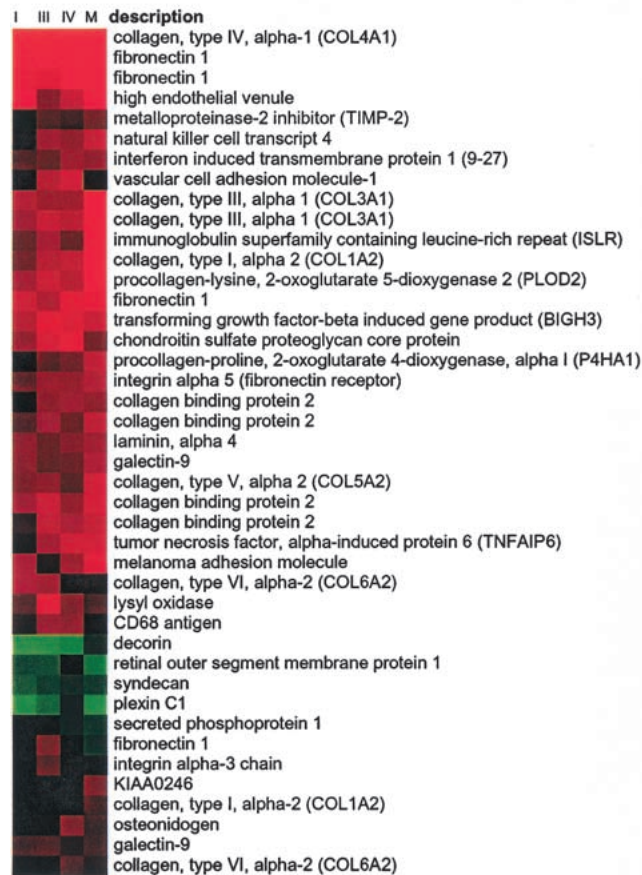 I III IV M description
collagen, type IV, alpha-1 (COL4A1)
fibronectin 1
fibronectin 1
high endothelial venule
metalloproteinase-2 inhibitor (TIMP-2)
natural killer cell transcript 4
interferon induced transmembrane protein 1 (9-27)
vascular cell adhesion molecule-1
collagen, type III, alpha 1 (COL3A1)
collagen, type III, alpha 1 (COL3A1)
immunoglobulin superfamily containing leucine-rich repeat (ISLR)
collagen, type I, alpha 2 (COL1A2)
procollagen-lysine, 2-oxoglutarate 5-dioxygenase 2 (PLOD2)
fibronectin 1
transforming growth factor-beta induced gene product (BIGH3)
chondroitin sulfate proteoglycan core protein
procollagen-proline, 2-oxoglutarate 4-dioxygenase, alpha I (P4HA1)
integrin alpha 5 (fibronectin receptor)
collagen binding protein 2
collagen binding protein 2
laminin, alpha 4
galectin-9
collagen, type V, alpha 2 (COL5A2)
collagen binding protein 2
collagen binding protein 2
tumor necrosis factor, alpha-induced protein 6 (TNFAIP6)
melanoma adhesion molecule
collagen, type VI, alpha-2 (COL6A2)
lysyl oxidase
CD68 antigen
decorin
retinal outer segment membrane protein 1
syndecan
plexin C1
secreted phosphoprotein 1
fibronectin 1
integrin alpha-3 chain
KIAA0246
collagen, type I, alpha-2 (COL1A2)
osteonidogen
galectin-9
collagen, type VI, alpha-2 (COL6A2)